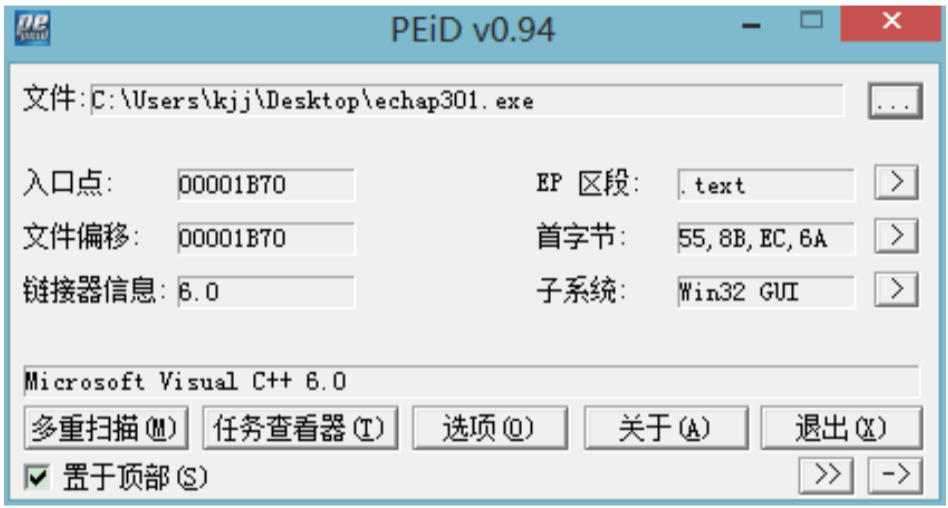 PEiD v0.94
文件: C:\Users\kjj\Desktop\echap301.exe ...
入口点: 00001B70 EP 区段: .text >
文件偏移: 00001B70 首字节: 55,8B,EC,6A >
链接器信息: 6.0 子系统: Win32 GUI >
Microsoft Visual C++ 6.0
多重扫描(M) 任务查看器(T) 选项(O) 关于(A) 退出(X)
置于顶部(S) >> ->